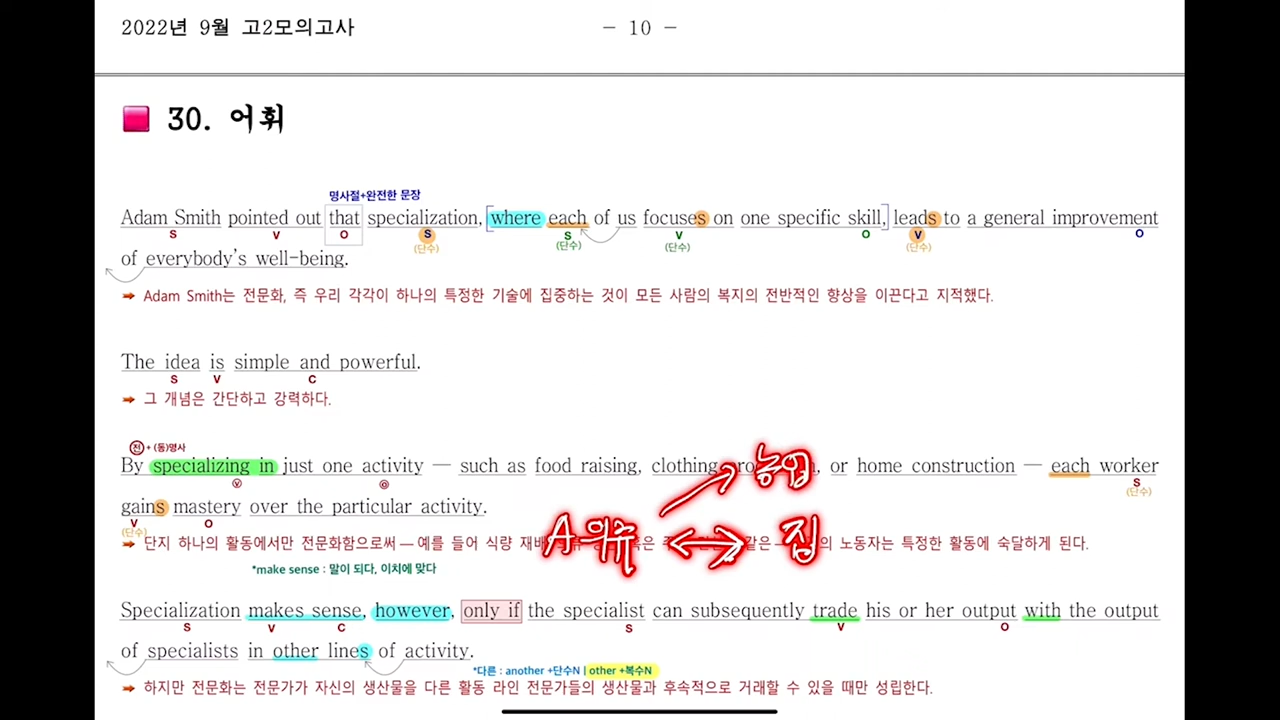 2022년 9월 고2모의고사
- 10 -
30. 어휘
명사절+완전한 문장
Adam Smith pointed out that specialization, [where each of us focuses on one specific skill,] leads to a general improvement
S V O S S V O V O
(단수) (단수) (단수) (단수)
of everybody's well-being.
➡ Adam Smith는 전문화, 즉 우리 각각이 하나의 특정한 기술에 집중하는 것이 모든 사람의 복지의 전반적인 향상을 이끈다고 지적했다.
The idea is simple and powerful.
S V C
➡ 그 개념은 간단하고 강력하다.
전 + (동)명사
By specializing in just one activity — such as food raising, clothing 농업, or home construction — each worker
ⓥ @ S
(단수)
gains mastery over the particular activity.
V O
(단수)
A 의류 ↔ 집
➡ 단지 하나의 활동에서만 전문화함으로써 — 예를 들어 식량 같은 — 노동자는 특정한 활동에 숙달하게 된다.
*make sense : 말이 되다, 이치에 맞다
Specialization makes sense, however, only if the specialist can subsequently trade his or her output with the output
S V C S V O
of specialists in other lines of activity.
*다른 : another +단수N | other +복수N
➡ 하지만 전문화는 전문가가 자신의 생산물을 다른 활동 라인 전문가들의 생산물과 후속적으로 거래할 수 있을 때만 성립한다.